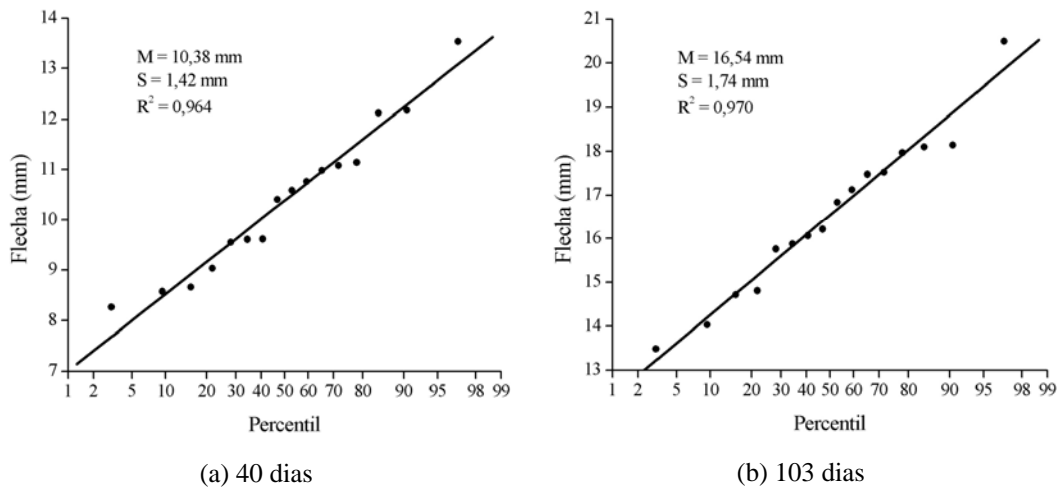 14
13
12
11
10
9
8
7
Flecha (mm)
M = 10,38 mm
S = 1,42 mm
R² = 0,964
1 2 5 10 20 30 40 50 60 70 80 90 95 98 99
Percentil
(a) 40 dias
21
20
19
18
17
16
15
14
13
Flecha (mm)
M = 16,54 mm
S = 1,74 mm
R² = 0,970
1 2 5 10 20 30 40 50 60 70 80 90 95 98 99
Percentil
(b) 103 dias